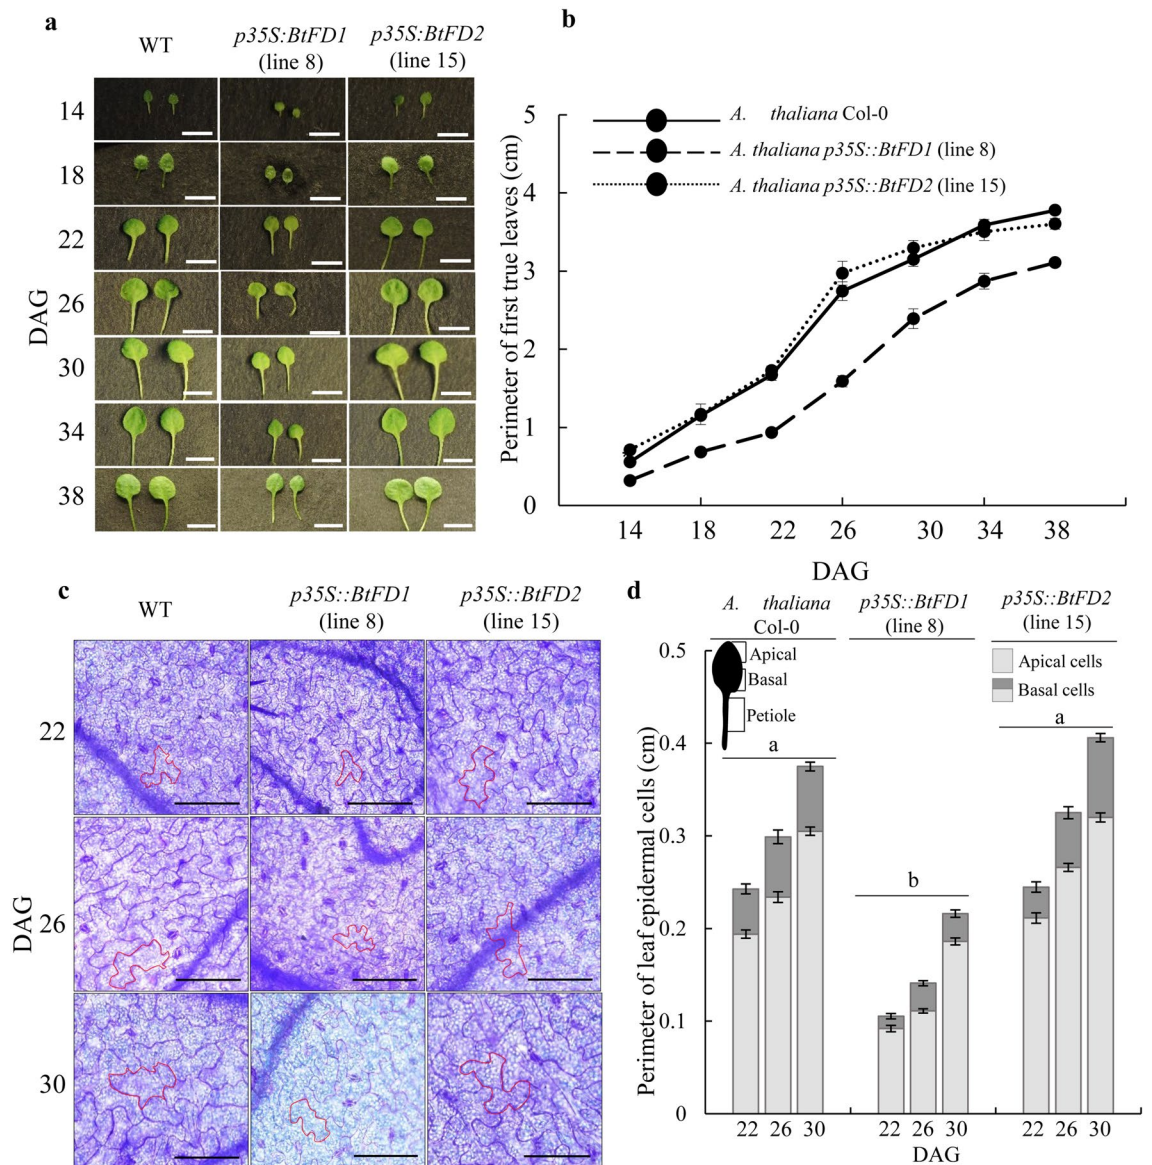 a
WT
p35S:BtFD1
(line 8)
p35S:BtFD2
(line 15)
DAG
14
18
22
26
30
34
38
b
Perimeter of first true leaves (cm)
5
4
3
2
1
0
A. thaliana Col-0
A. thaliana p35S::BtFD1 (line 8)
A. thaliana p35S::BtFD2 (line 15)
14 18 22 26 30 34 38
DAG
c
WT
p35S::BtFD1
(line 8)
p35S::BtFD2
(line 15)
DAG
22
26
30
d
A. thaliana
Col-0
p35S::BtFD1
(line 8)
p35S::BtFD2
(line 15)
Perimeter of leaf epidermal cells (cm)
0.5
0.4
0.3
0.2
0.1
0
Apical
Basal
Petiole
Apical cells
Basal cells
a
b
a
22 26 30 22 26 30 22 26 30
DAG